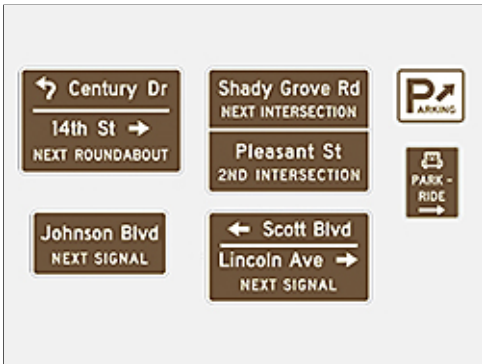 Century Dr
14th St
NEXT ROUNDABOUT
Shady Grove Rd
NEXT INTERSECTION
Pleasant St
2ND INTERSECTION
PARKING
PARK -
RIDE
Johnson Blvd
NEXT SIGNAL
Scott Blvd
Lincoln Ave
NEXT SIGNAL